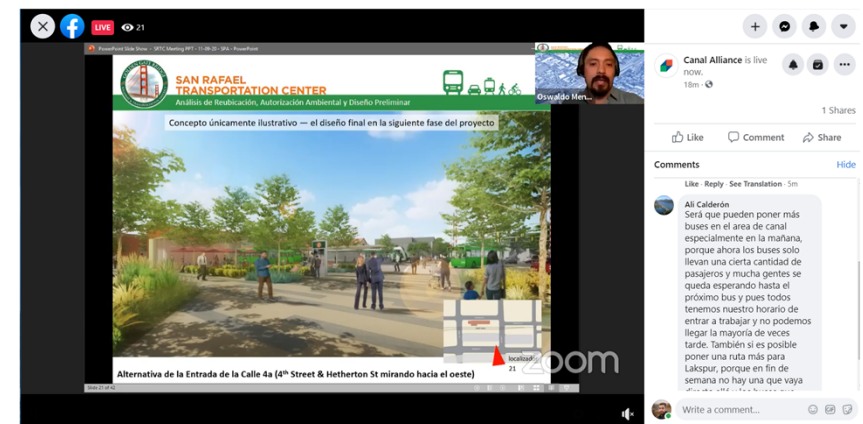 LIVE
21
PowerPoint Slide Show - SRTC Meeting PPT - 11-09-20 - SPA - PowerPoint
SAN RAFAEL
TRANSPORTATION CENTER
Análisis de Reubicación, Autorización Ambiental y Diseño Preliminar
Oswaldo Men...
Concepto únicamente ilustrativo — el diseño final en la siguiente fase del proyecto
localizador
21
zoom
Alternativa de la Entrada de la Calle 4a (4th Street & Hetherton St mirando hacia el oeste)
Slide 21 of 42
Canal Alliance is live
now.
18m
1 Shares
Like
Comment
Share
Comments
Hide
Like · Reply · See Translation · 5m
Ali Calderón
Será que pueden poner más
buses en el area de canal
especialmente en la mañana,
porque ahora los buses solo
llevan una cierta cantidad de
pasajeros y mucha gentes se
queda esperando hasta el
próximo bus y pues todos
tenemos nuestro horario de
entrar a trabajar y no podemos
llegar la mayoría de veces
tarde. También si es posible
poner una ruta más para
Lakspur, porque en fin de
semana no hay una que vaya
Write a comment...